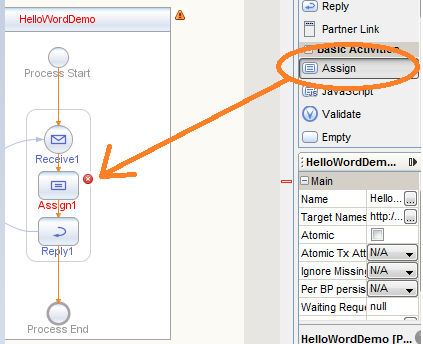 HelloWordDemo
Process Start
Receive1
Assign1
Reply1
Process End
Reply
Partner Link
Basic Activities
Assign
JavaScript
Validate
Empty
HelloWordDem...
Main
Name Hello... ...
Target Names http:/... ...
Atomic
Atomic Tx Att N/A
Ignore Missing N/A
Per BP persis N/A
Waiting Reque null
HelloWordDemo [P...